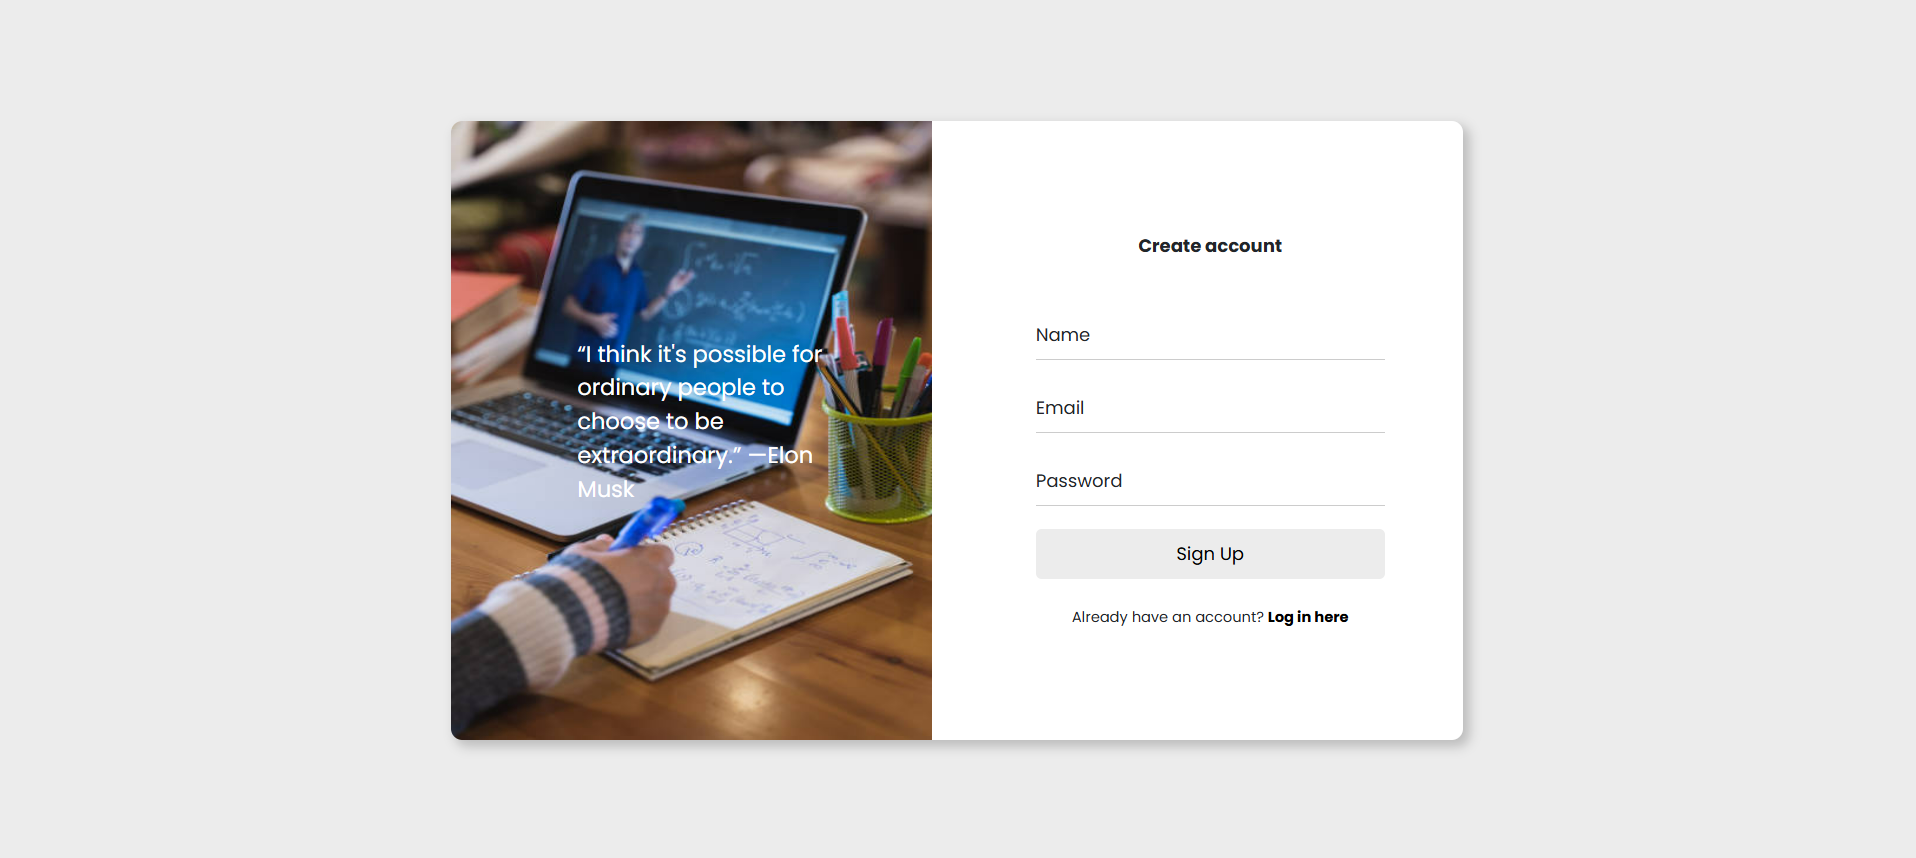 “I think it's possible for
ordinary people to
choose to be
extraordinary.” —Elon
Musk
Create account
Name
Email
Password
Sign Up
Already have an account? Log in here